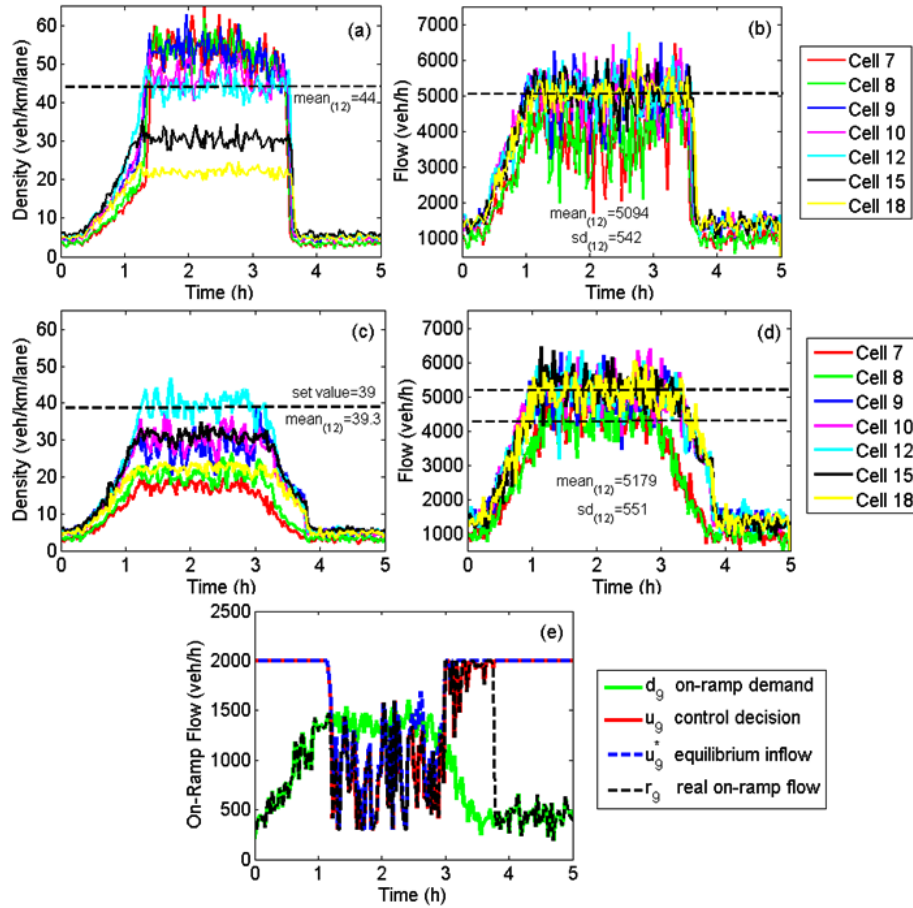 (a)
Density (veh/km/lane)
60
50
40
30
20
10
0
mean(12)=44
0 1 2 3 4 5
Time (h)
(b)
Flow (veh/h)
7000
6000
5000
4000
3000
2000
1000
mean(12)=5094
sd(12)=542
0 1 2 3 4 5
Time (h)
Cell 7
Cell 8
Cell 9
Cell 10
Cell 12
Cell 15
Cell 18
(c)
Density (veh/km/lane)
60
50
40
30
20
10
0
set value=39
mean(12)=39.3
0 1 2 3 4 5
Time (h)
(d)
Flow (veh/h)
7000
6000
5000
4000
3000
2000
1000
mean(12)=5179
sd(12)=551
0 1 2 3 4 5
Time (h)
Cell 7
Cell 8
Cell 9
Cell 10
Cell 12
Cell 15
Cell 18
(e)
On-Ramp Flow (veh/h)
2500
2000
1500
1000
500
0
0 1 2 3 4 5
Time (h)
d9 on-ramp demand
u9 control decision
u*9 equilibrium inflow
r9 real on-ramp flow